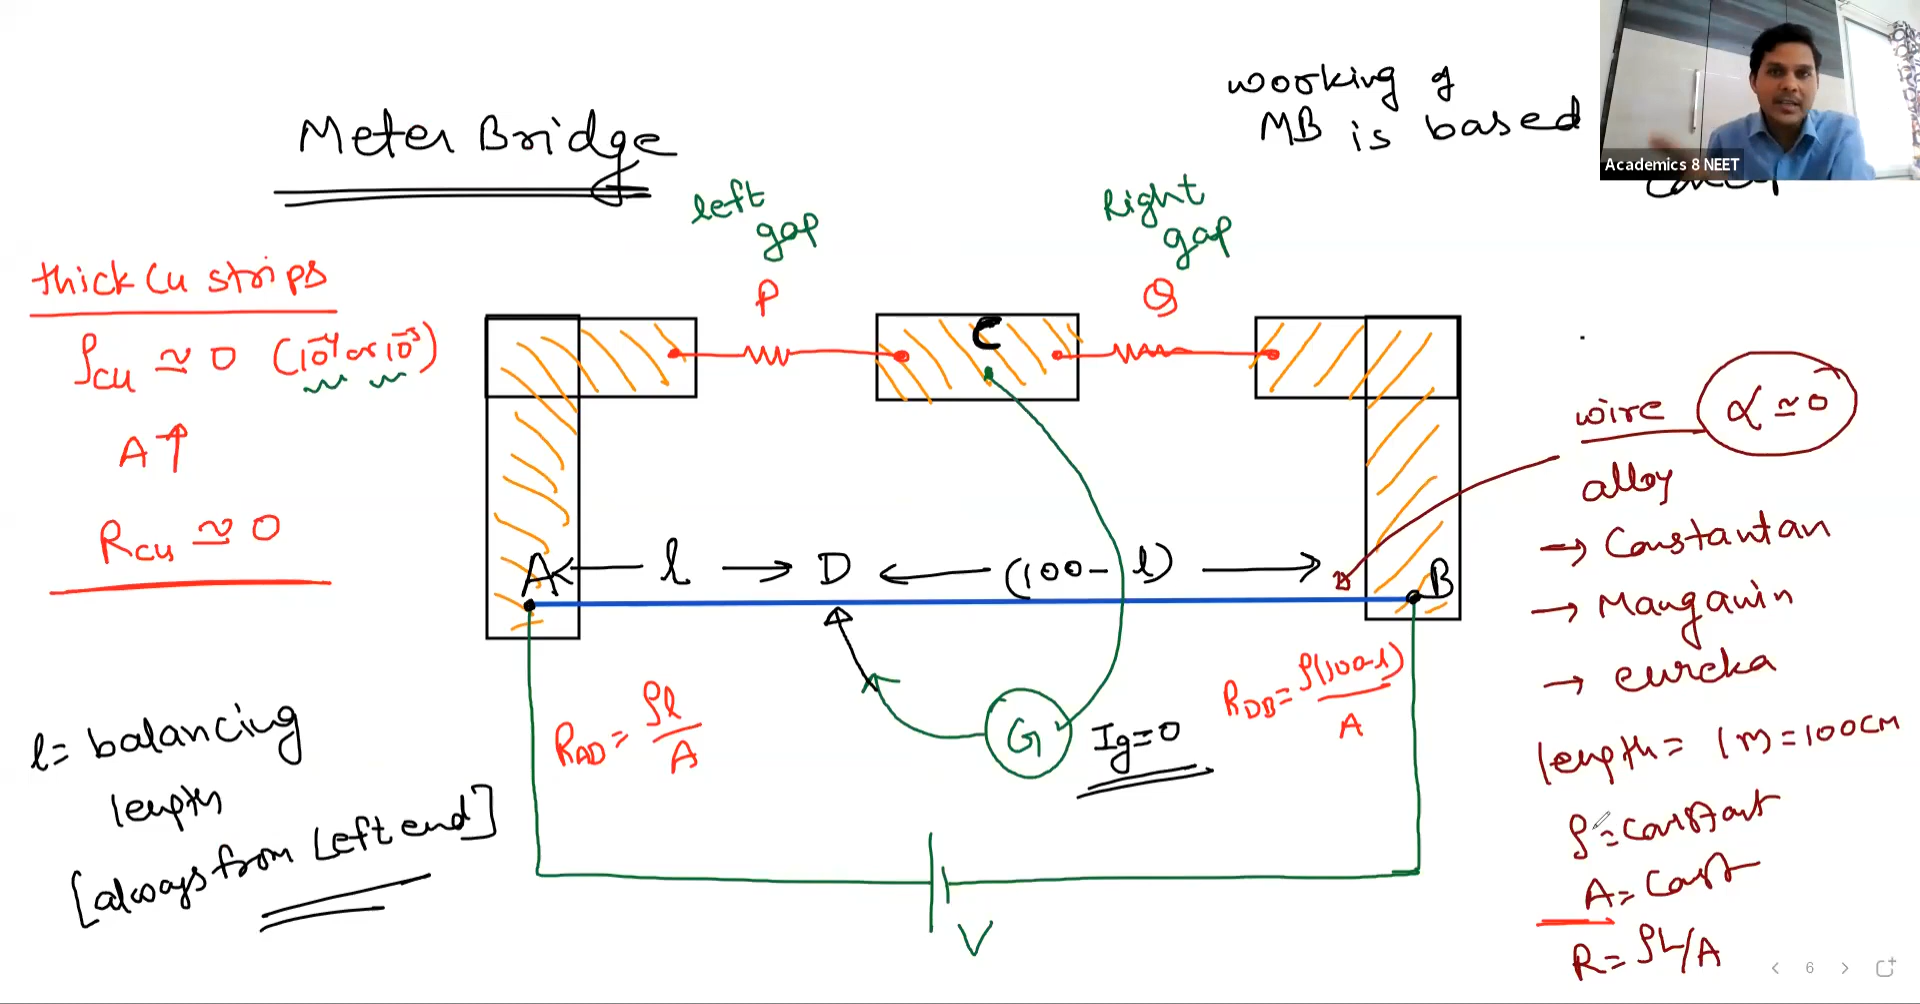 Meter Bridge
working of
MB is based
Academics 8 NEET
left
gap
Right
gap
P
Q
thick Cu strips
ρCu ≃ 0 (10⁻⁴ or 10⁻³)
A↑
RCu ≃ 0
C
wire α ≃ 0
alloy
→ Constantan
→ Manganin
→ eureka
length = 1m = 100CM
ρ = constant
A = Const
R = ρL/A
A ← l → D ← (100 - l) → B
RAD = ρl/A
G
Ig = 0
RDB = ρ(100-l)/A
l = balancing
length
[always from Left end]
V
6